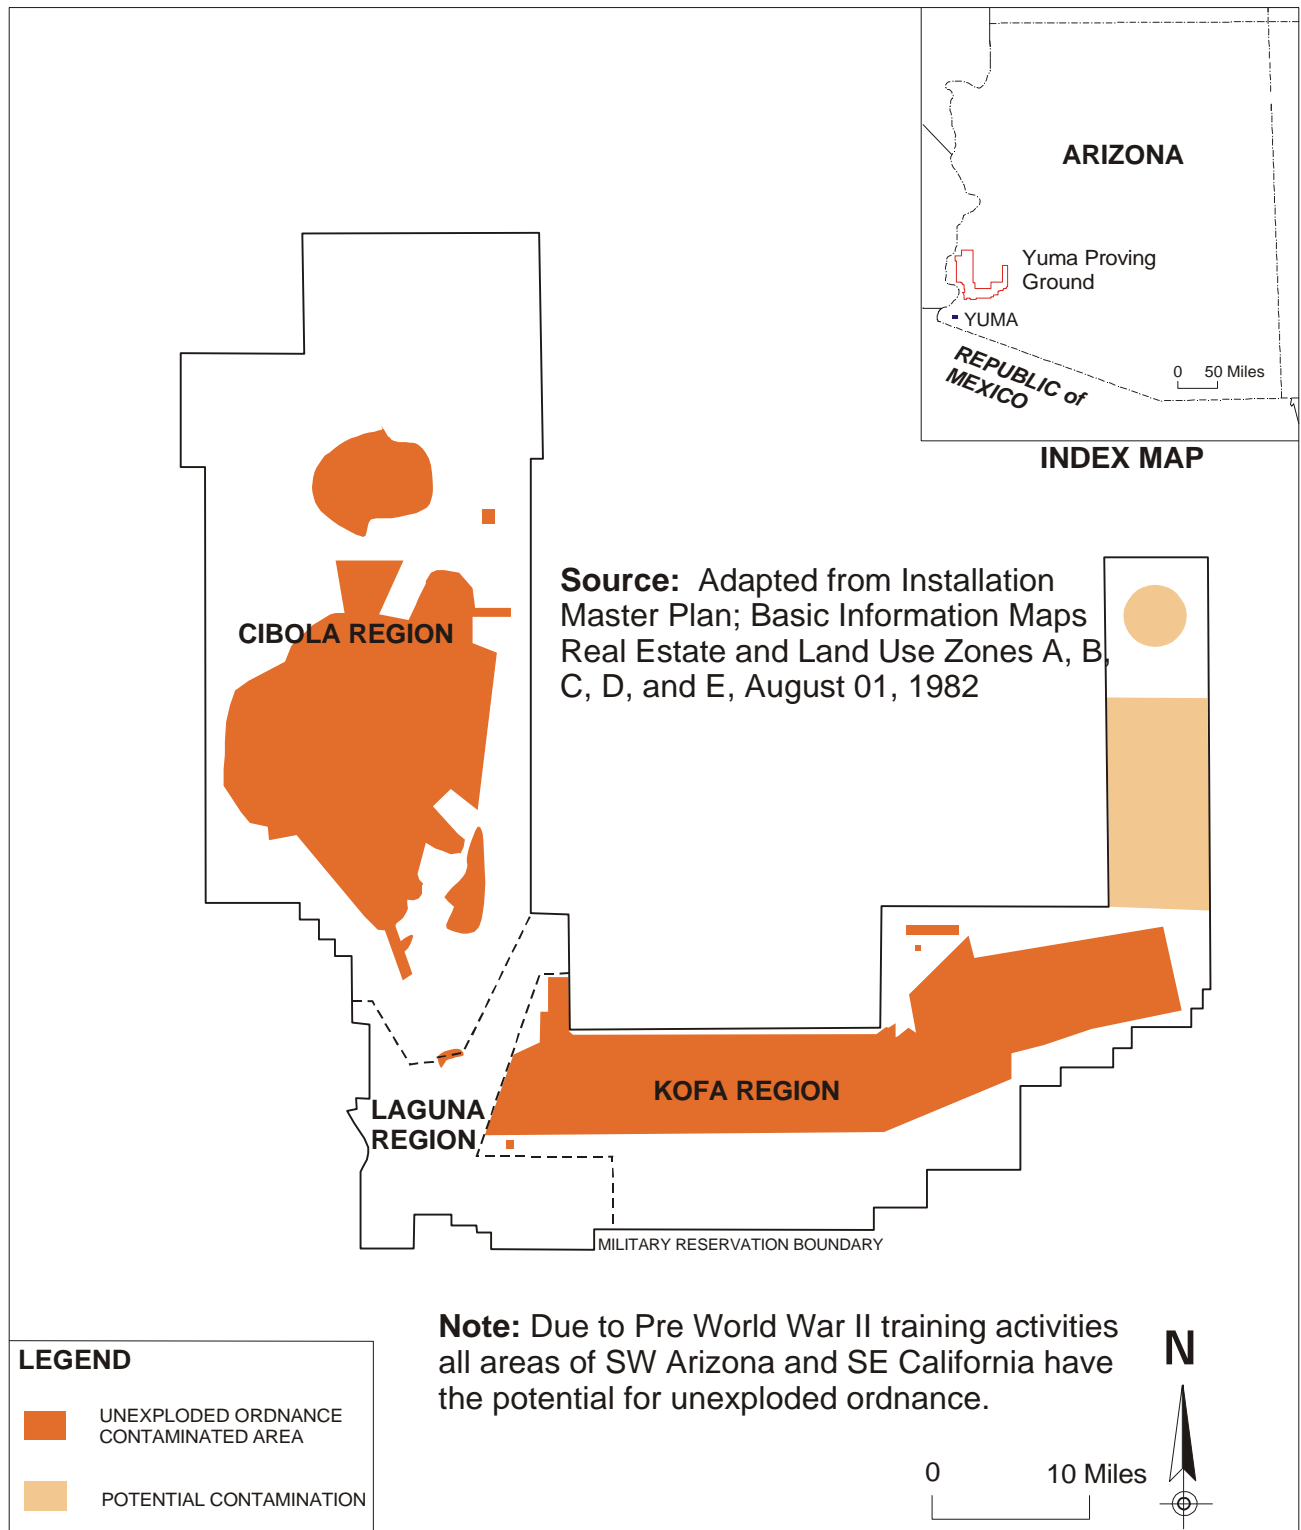 ARIZONA
Yuma Proving
Ground
YUMA
REPUBLIC of
MEXICO
0 50 Miles
INDEX MAP
Source: Adapted from Installation
Master Plan; Basic Information Maps
Real Estate and Land Use Zones A, B,
C, D, and E, August 01, 1982
CIBOLA REGION
KOFA REGION
LAGUNA
REGION
MILITARY RESERVATION BOUNDARY
Note: Due to Pre World War II training activities
all areas of SW Arizona and SE California have
the potential for unexploded ordnance.
N
0 10 Miles
LEGEND
UNEXPLODED ORDNANCE
CONTAMINATED AREA
POTENTIAL CONTAMINATION